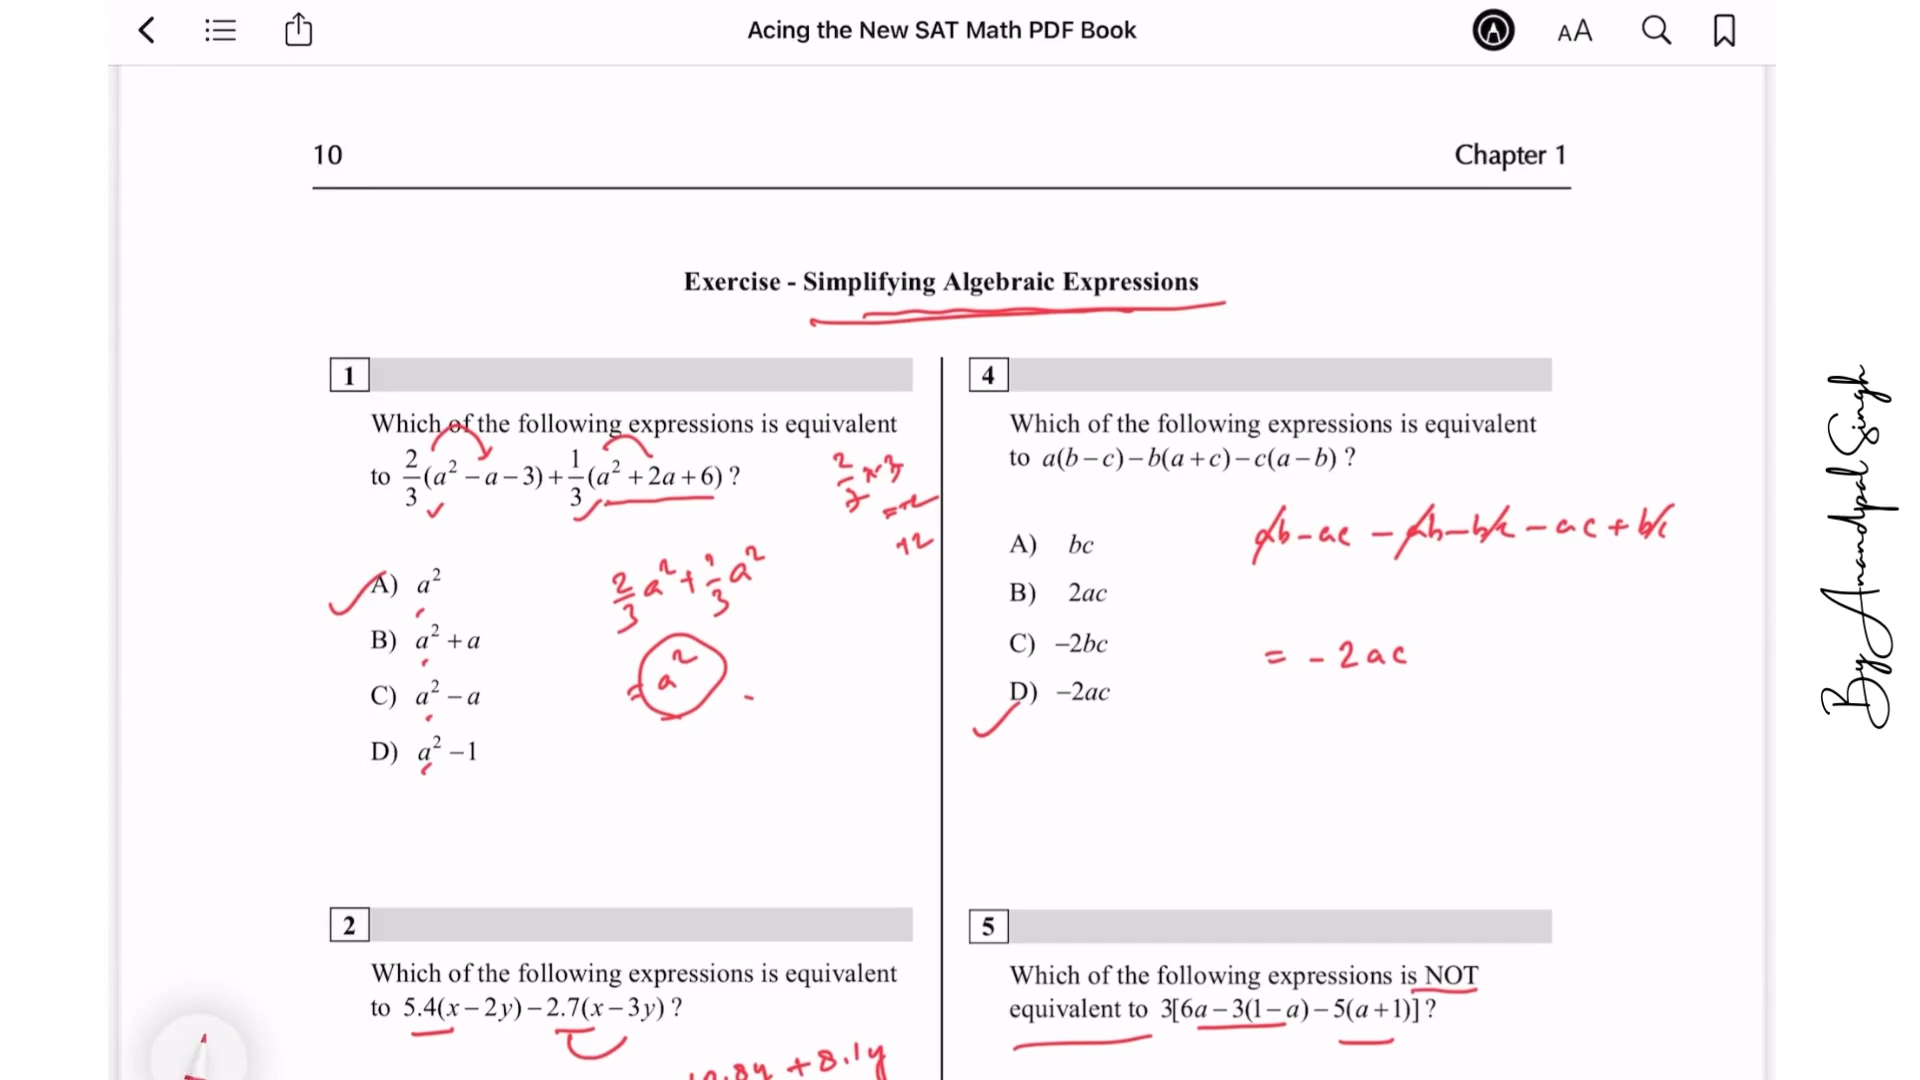 Acing the New SAT Math PDF Book
AA
10 Chapter 1
Exercise - Simplifying Algebraic Expressions
1
Which of the following expressions is equivalent
to 2/3(a² − a − 3) + 1/3(a² + 2a + 6) ?
A) a²
B) a² + a
C) a² − a
D) a² − 1
2/3 a² + 1/3 a²
= a²
2
Which of the following expressions is equivalent
to 5.4(x − 2y) − 2.7(x − 3y) ?
+8.1y
4
Which of the following expressions is equivalent
to a(b − c) − b(a + c) − c(a − b) ?
A) bc
B) 2ac
C) −2bc
D) −2ac
ab − ac − ab − bc − ac + bc
= − 2ac
5
Which of the following expressions is NOT
equivalent to 3[6a − 3(1 − a) − 5(a + 1)] ?
By Anandpal Singh